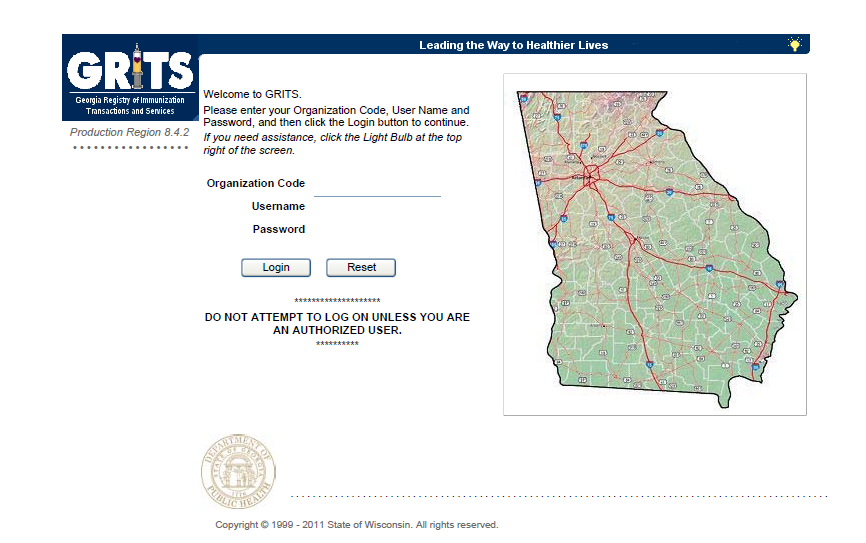 Leading the Way to Healthier Lives
GRITS
Georgia Registry of Immunization
Transactions and Services
Production Region 8.4.2
Welcome to GRITS.
Please enter your Organization Code, User Name and
Password, and then click the Login button to continue.
If you need assistance, click the Light Bulb at the top
right of the screen.
Organization Code
Username
Password
Login Reset
********************
DO NOT ATTEMPT TO LOG ON UNLESS YOU ARE
AN AUTHORIZED USER.
**********
DEPARTMENT OF
STATE OF GEORGIA
1776
PUBLIC HEALTH
Copyright © 1999 - 2011 State of Wisconsin. All rights reserved.